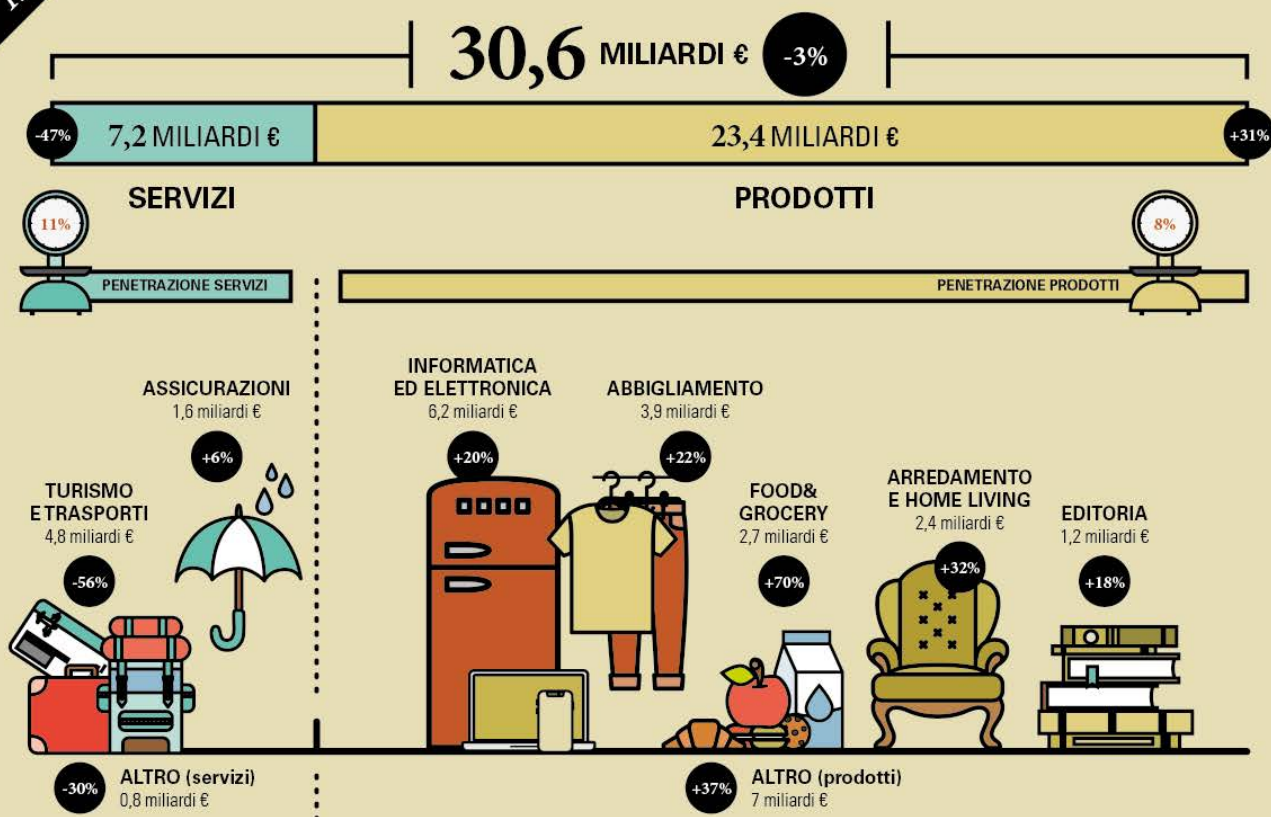 30,6 MILIARDI € -3%
-47% 7,2 MILIARDI € 23,4 MILIARDI € +31%
SERVIZI PRODOTTI
11% 8%
PENETRAZIONE SERVIZI PENETRAZIONE PRODOTTI
TURISMO
E TRASPORTI
4,8 miliardi €
-56%
ASSICURAZIONI
1,6 miliardi €
+6%
INFORMATICA
ED ELETTRONICA
6,2 miliardi €
+20%
ABBIGLIAMENTO
3,9 miliardi €
+22%
FOOD&
GROCERY
2,7 miliardi €
+70%
ARREDAMENTO
E HOME LIVING
2,4 miliardi €
+32%
EDITORIA
1,2 miliardi €
+18%
-30% ALTRO (servizi)
0,8 miliardi €
+37% ALTRO (prodotti)
7 miliardi €